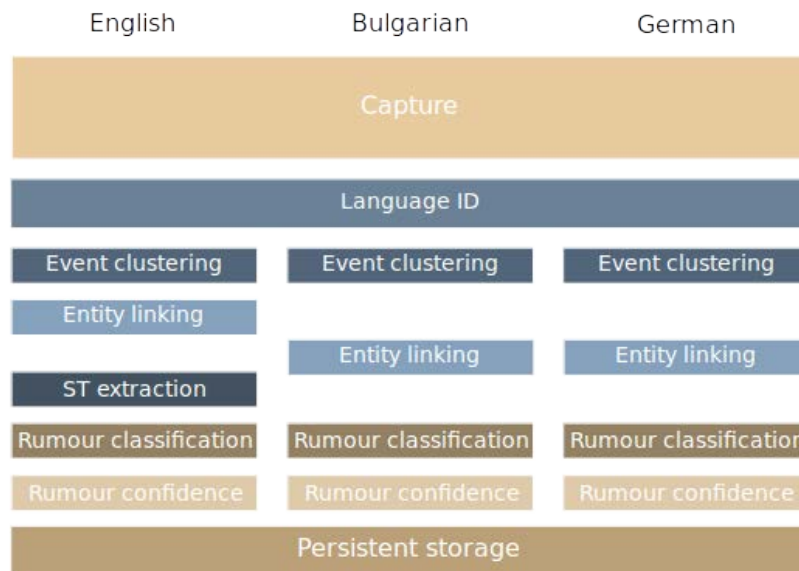 English Bulgarian German
Capture
Language ID
Event clustering Event clustering Event clustering
Entity linking
Entity linking Entity linking
ST extraction
Rumour classification Rumour classification Rumour classification
Rumour confidence Rumour confidence Rumour confidence
Persistent storage